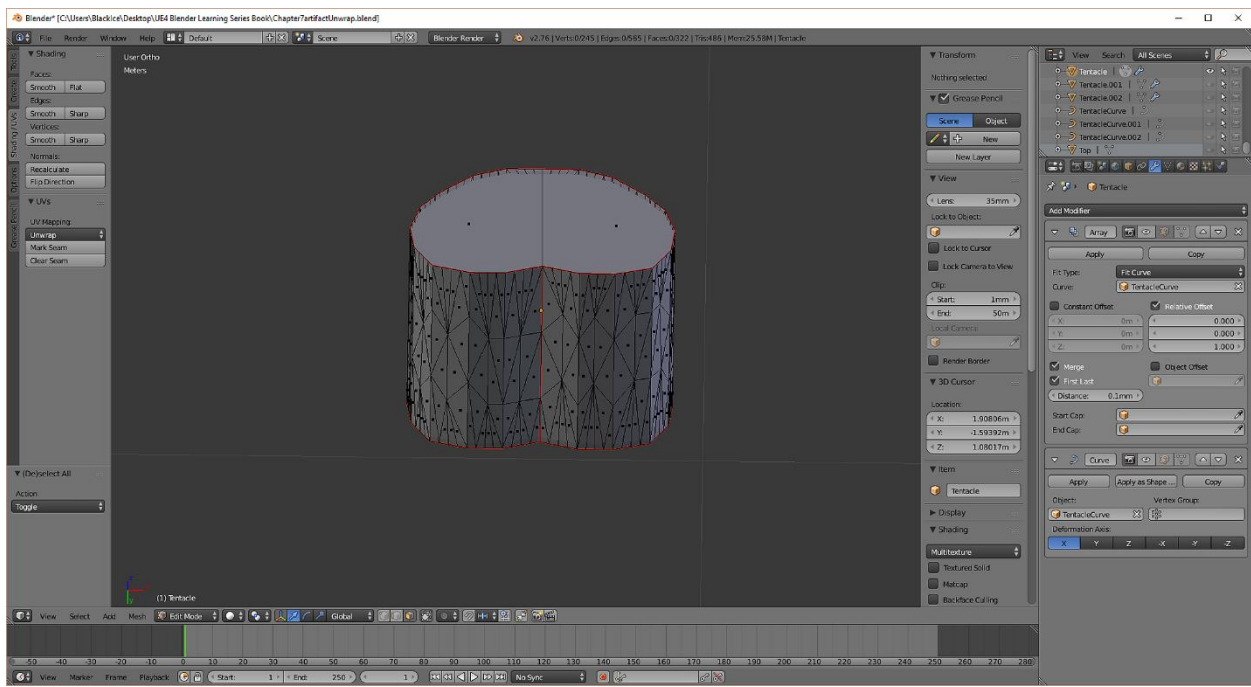 Blender* [C:\Users\BlackIce\Desktop\UE4 Blender Learning Series Book\Chapter7artifactUnwrap.blend]
File Render Window Help Default Scene Blender Render v2.76 | Verts:0/245 | Edges:0/565 | Faces:0/322 | Tris:486 | Mem:25.58M | Tentacle
Tools
Create
Shading / UVs
Options
Grease Pencil
Shading
Faces:
Smooth Flat
Edges:
Smooth Sharp
Vertices:
Smooth Sharp
Normals:
Recalculate
Flip Direction
UVs
UV Mapping:
Unwrap
Mark Seam
Clear Seam
(De)select All
Action
Toggle
User Ortho
Meters
(1) Tentacle
Transform
Nothing selected
Grease Pencil
Scene Object
New
New Layer
View
Lens: 35mm
Lock to Object:
Lock to Cursor
Lock Camera to View
Clip:
Start: 1mm
End: 50m
Local Camera:
Render Border
3D Cursor
Location:
X: 1.90806m
Y: -1.59392m
Z: 1.08017m
Item
Tentacle
Display
Shading
Multitexture
Textured Solid
Matcap
Backface Culling
View Search All Scenes
Tentacle
Tentacle.001
Tentacle.002
TentacleCurve
TentacleCurve.001
TentacleCurve.002
Top
Tentacle
Add Modifier
Array
Apply Copy
Fit Type: Fit Curve
Curve: TentacleCurve
Constant Offset Relative Offset
X: 0m 0.000
Y: 0m 0.000
Z: 0m 1.000
Merge Object Offset
First Last
Distance: 0.1mm
Start Cap:
End Cap:
Curve
Apply Apply as Shape ... Copy
Object: Vertex Group:
TentacleCurve
Deformation Axis:
X Y Z -X -Y -Z
View Select Add Mesh Edit Mode Global
-50 -40 -30 -20 -10 0 10 20 30 40 50 60 70 80 90 100 110 120 130 140 150 160 170 180 190 200 210 220 230 240 250 260 270 280
View Marker Frame Playback Start: 1 End: 250 1 No Sync